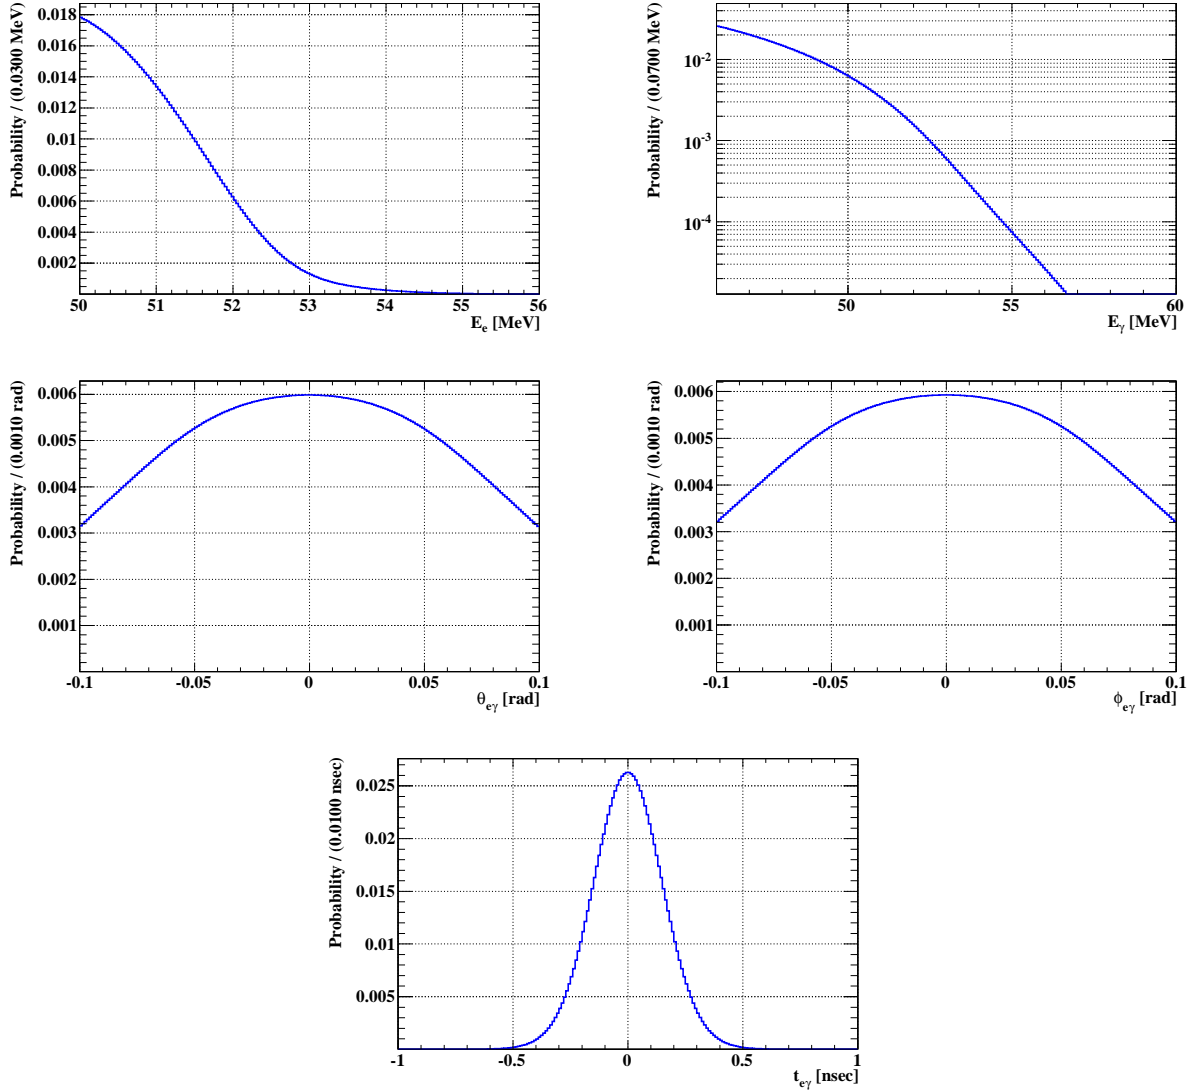 Probability / (0.0300 MeV)
0.018
0.016
0.014
0.012
0.01
0.008
0.006
0.004
0.002
50 51 52 53 54 55 56
E_e [MeV]
Probability / (0.0700 MeV)
10^-2
10^-3
10^-4
50 55 60
E_γ [MeV]
Probability / (0.0010 rad)
0.006
0.005
0.004
0.003
0.002
0.001
-0.1 -0.05 0 0.05 0.1
θ_eγ [rad]
Probability / (0.0010 rad)
0.006
0.005
0.004
0.003
0.002
0.001
-0.1 -0.05 0 0.05 0.1
ϕ_eγ [rad]
Probability / (0.0100 nsec)
0.025
0.02
0.015
0.01
0.005
-1 -0.5 0 0.5 1
t_eγ [nsec]